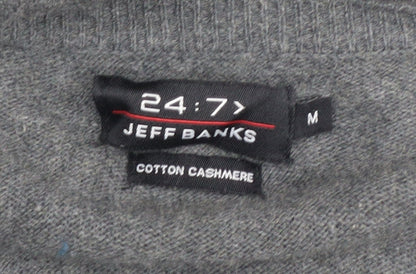 24:7>
JEFF BANKS
M
COTTON CASHMERE